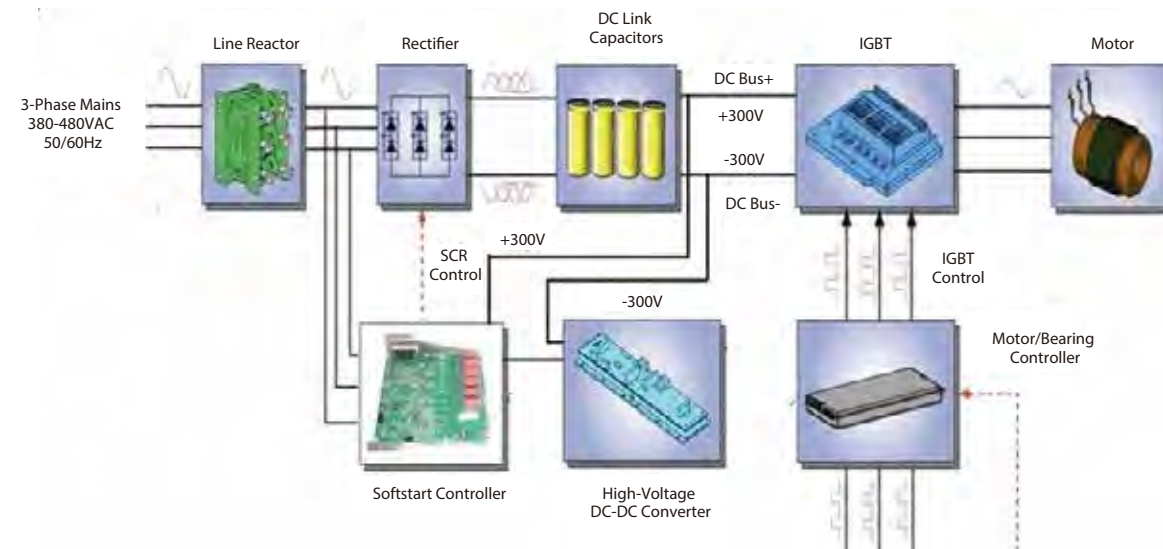 DC Link
Capacitors
Line Reactor
Rectifier
IGBT
Motor
3-Phase Mains
380-480VAC
50/60Hz
DC Bus+
+300V
-300V
DC Bus-
+300V
SCR
Control
IGBT
Control
-300V
Motor/Bearing
Controller
Softstart Controller
High-Voltage
DC-DC Converter